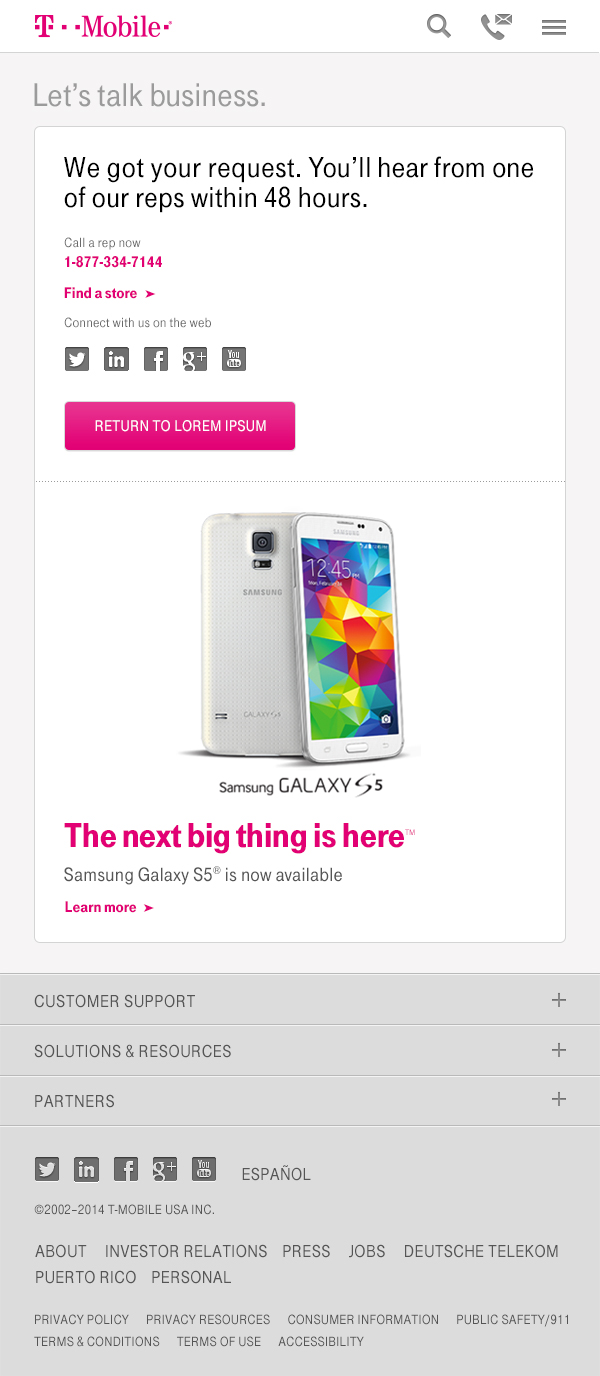 T··Mobile·®
Let's talk business.
We got your request. You'll hear from one
of our reps within 48 hours.
Call a rep now
1-877-334-7144
Find a store
Connect with us on the web
in f g+ You Tube
RETURN TO LOREM IPSUM
SAMSUNG
12:45
SAMSUNG
GALAXY S5
Samsung GALAXY S5
The next big thing is here™
Samsung Galaxy S5® is now available
Learn more
CUSTOMER SUPPORT +
SOLUTIONS & RESOURCES +
PARTNERS +
in f g+ You Tube ESPAÑOL
©2002–2014 T-MOBILE USA INC.
ABOUT INVESTOR RELATIONS PRESS JOBS DEUTSCHE TELEKOM
PUERTO RICO PERSONAL
PRIVACY POLICY PRIVACY RESOURCES CONSUMER INFORMATION PUBLIC SAFETY/911
TERMS & CONDITIONS TERMS OF USE ACCESSIBILITY